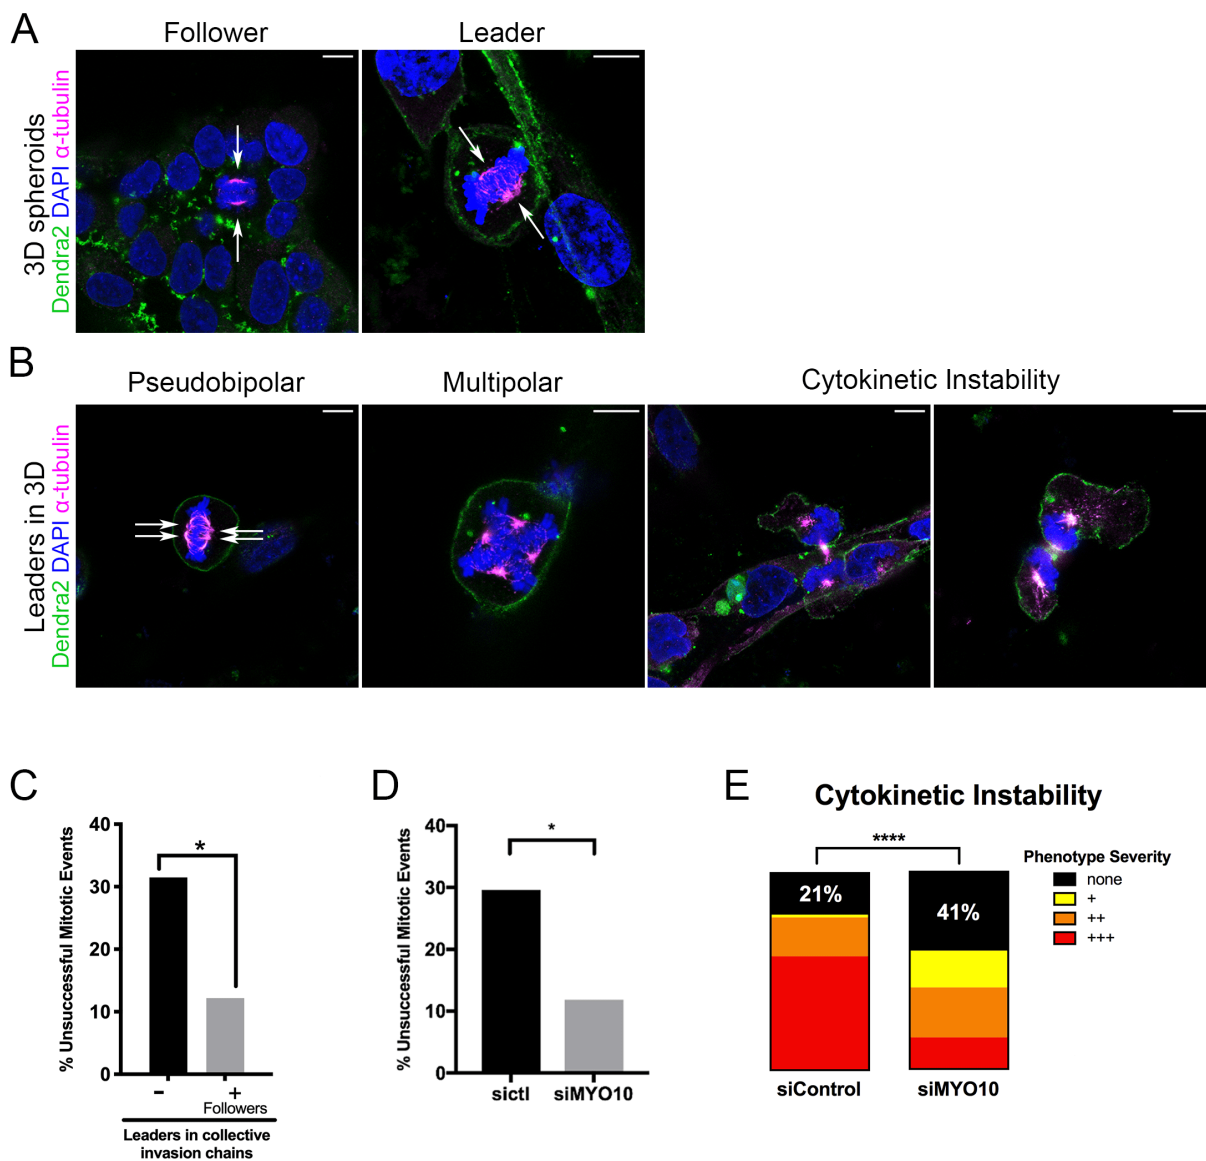 A
Follower
Leader
3D spheroids
Dendra2 DAPI α-tubulin
B
Pseudobipolar
Multipolar
Cytokinetic Instability
Leaders in 3D
Dendra2 DAPI α-tubulin
C
% Unsuccessful Mitotic Events
40
30
20
10
0
*
–
+
Followers
Leaders in collective
invasion chains
D
% Unsuccessful Mitotic Events
40
30
20
10
0
*
sictl
siMYO10
E
Cytokinetic Instability
****
21%
41%
siControl
siMYO10
Phenotype Severity
none
+
++
+++